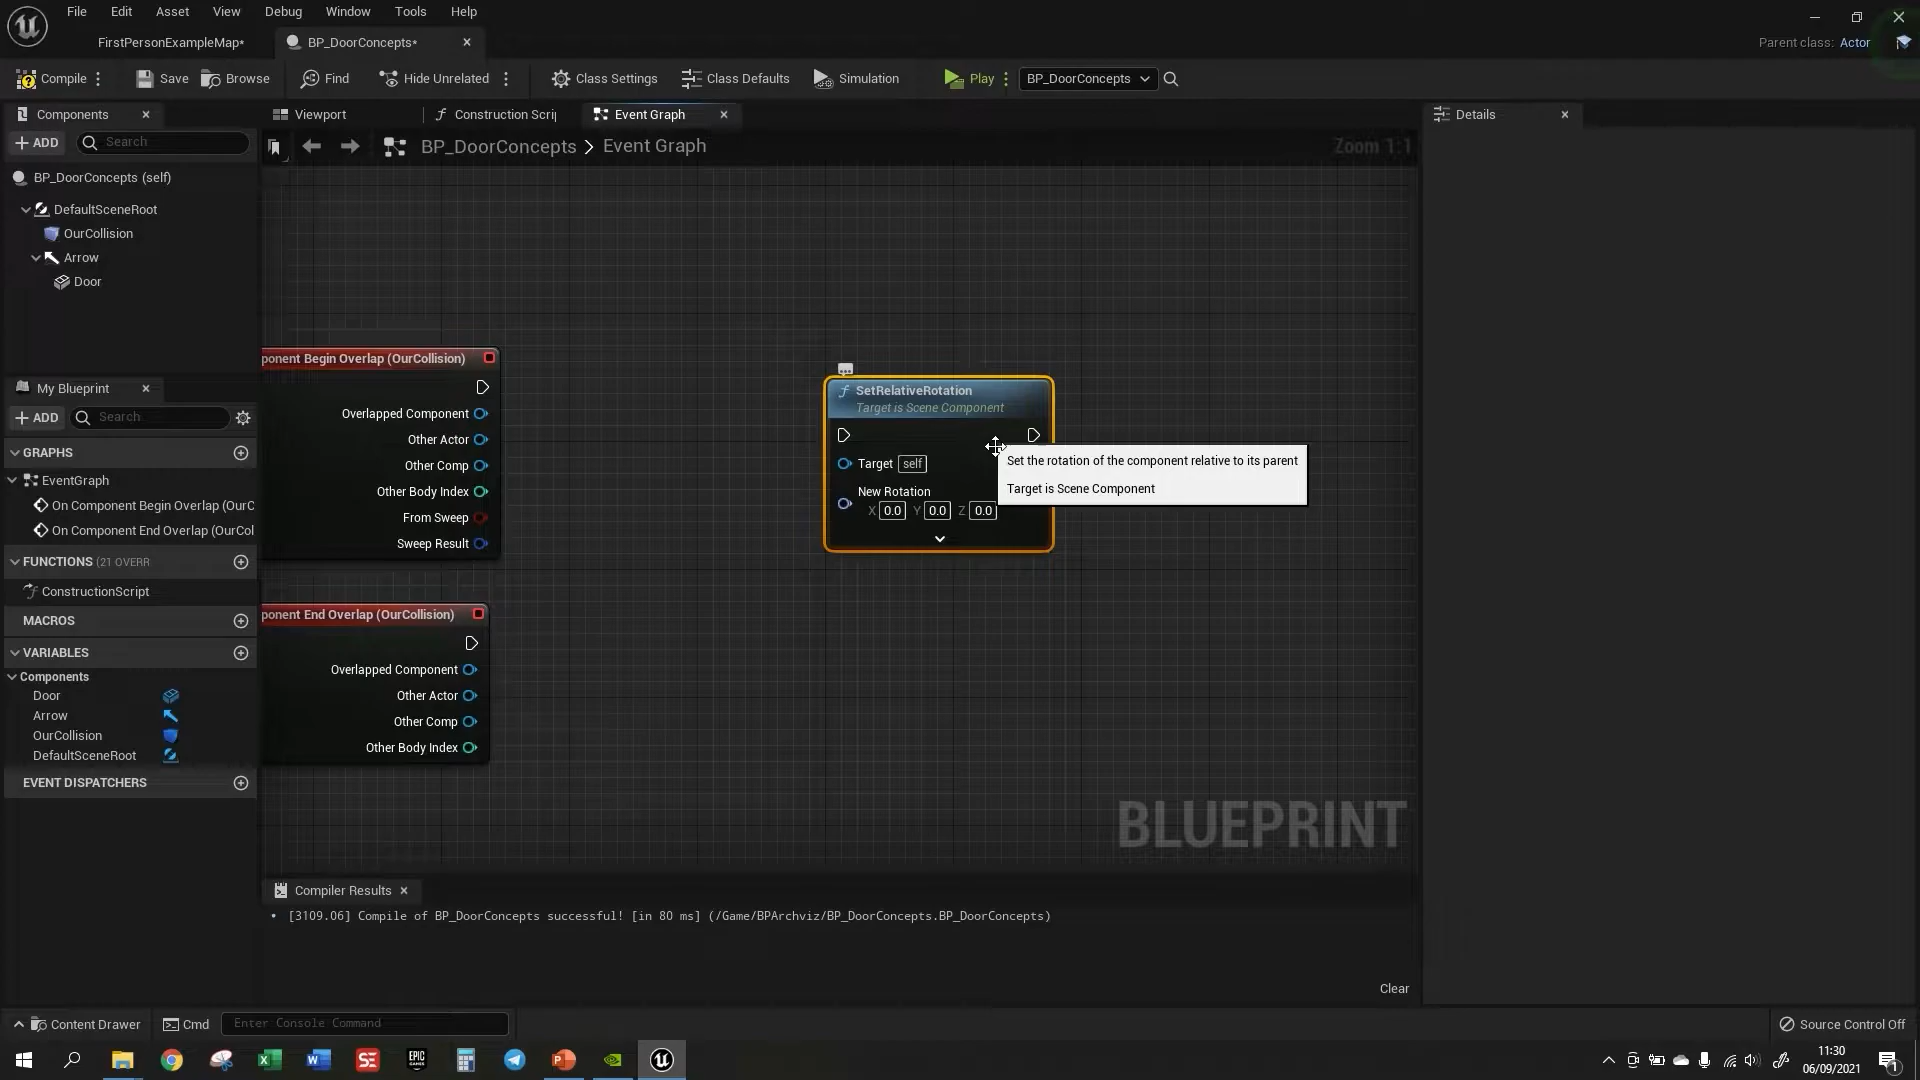 File Edit Asset View Debug Window Tools Help
FirstPersonExampleMap*
BP_DoorConcepts*
Parent class: Actor
Compile
Save
Browse
Find
Hide Unrelated
Class Settings
Class Defaults
Simulation
Play
BP_DoorConcepts
Components
Viewport
Construction Scrip
Event Graph
Details
ADD
Search
BP_DoorConcepts > Event Graph
Zoom 1:1
BP_DoorConcepts (self)
DefaultSceneRoot
OurCollision
Arrow
Door
My Blueprint
ADD
Search
GRAPHS
EventGraph
On Component Begin Overlap (OurC
On Component End Overlap (OurCol
FUNCTIONS (21 OVERR
ConstructionScript
MACROS
VARIABLES
Components
Door
Arrow
OurCollision
DefaultSceneRoot
EVENT DISPATCHERS
ponent Begin Overlap (OurCollision)
Overlapped Component
Other Actor
Other Comp
Other Body Index
From Sweep
Sweep Result
ponent End Overlap (OurCollision)
Overlapped Component
Other Actor
Other Comp
Other Body Index
f SetRelativeRotation
Target is Scene Component
Target self
New Rotation
X 0.0 Y 0.0 Z 0.0
Set the rotation of the component relative to its parent
Target is Scene Component
BLUEPRINT
Compiler Results
• [3109.06] Compile of BP_DoorConcepts successful! [in 80 ms] (/Game/BPArchviz/BP_DoorConcepts.BP_DoorConcepts)
Clear
Content Drawer
Cmd
Enter Console Command
Source Control Off
11:30
06/09/2021